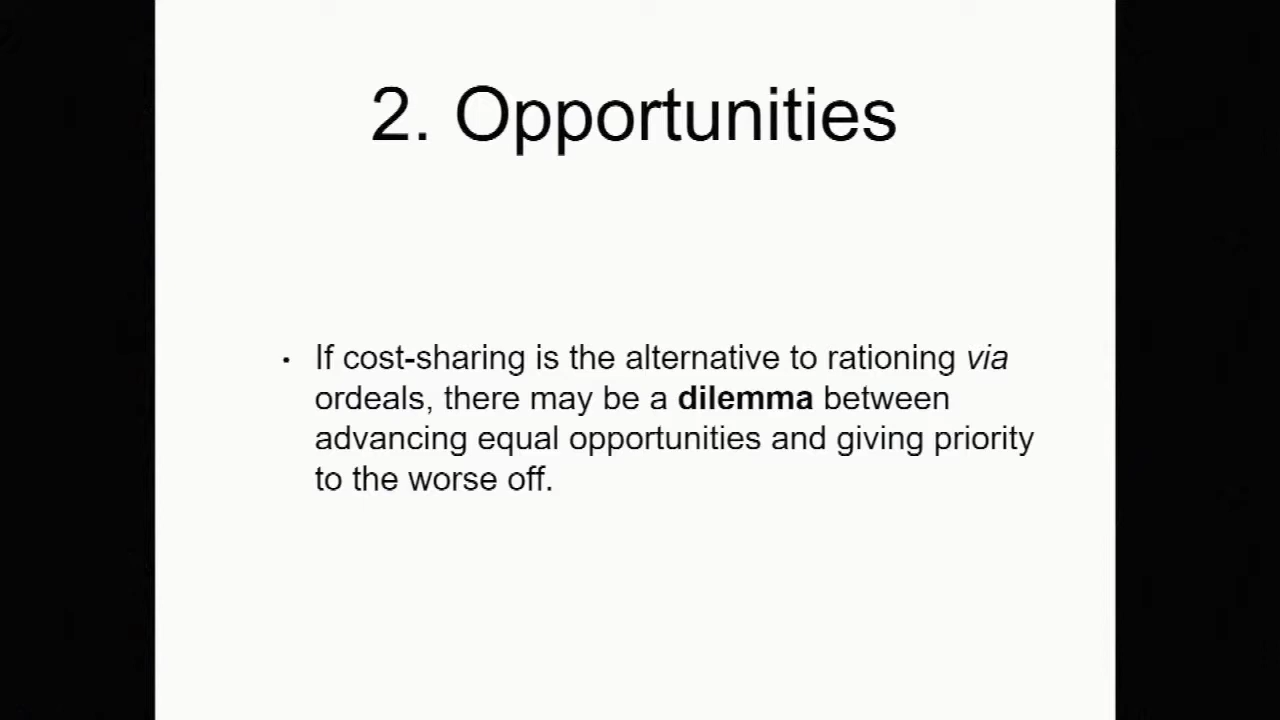 2. Opportunities
• If cost-sharing is the alternative to rationing via
ordeals, there may be a dilemma between
advancing equal opportunities and giving priority
to the worse off.